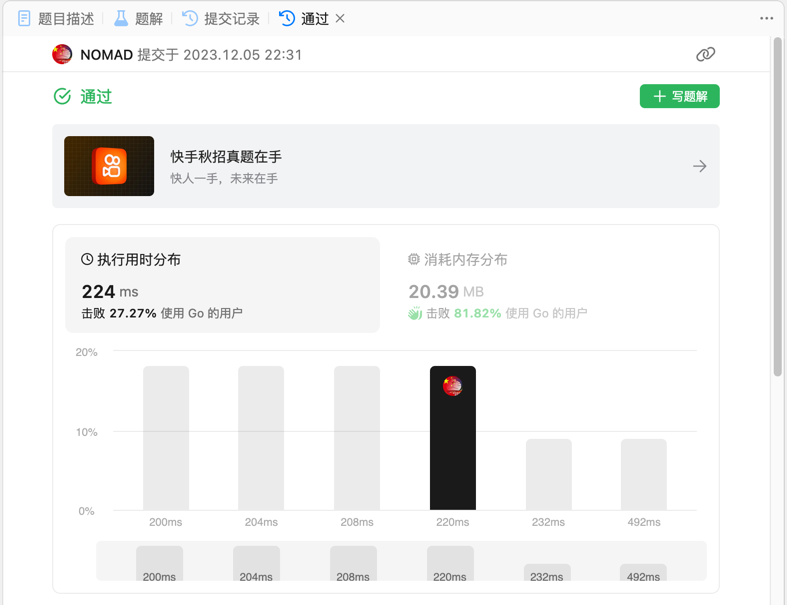 题目描述 题解 提交记录 通过
NOMAD 提交于 2023.12.05 22:31
通过 写题解
快手秋招真题在手
快人一手，未来在手
执行用时分布
224 ms
击败 27.27% 使用 Go 的用户
消耗内存分布
20.39 MB
击败 81.82% 使用 Go 的用户
20%
10%
0%
200ms 204ms 208ms 220ms 232ms 492ms
200ms 204ms 208ms 220ms 232ms 492ms